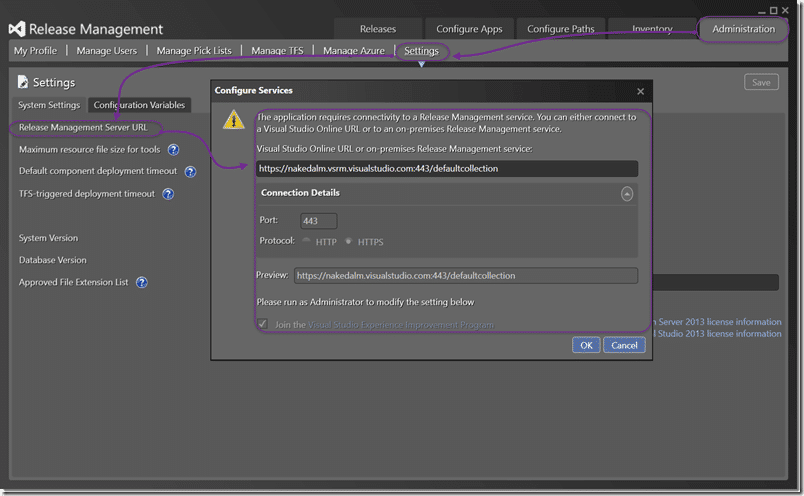 Release Management
Releases
Configure Apps
Configure Paths
Inventory
Administration
My Profile
Manage Users
Manage Pick Lists
Manage TFS
Manage Azure
Settings
Settings
Save
System Settings
Configuration Variables
Release Management Server URL
Maximum resource file size for tools
Default component deployment timeout
TFS-triggered deployment timeout
System Version
Database Version
Approved File Extension List
Configure Services
The application requires connectivity to a Release Management service. You can either connect to
a Visual Studio Online URL or to an on-premises Release Management service.
Visual Studio Online URL or on-premises Release Management service:
https://nakedalm.vsrm.visualstudio.com:443/defaultcollection
Connection Details
Port: 443
Protocol: HTTP HTTPS
Preview: https://nakedalm.visualstudio.com:443/defaultcollection
Please run as Administrator to modify the setting below
Join the Visual Studio Experience Improvement Program
OK
Cancel
Server 2013 license information
Studio 2013 license information